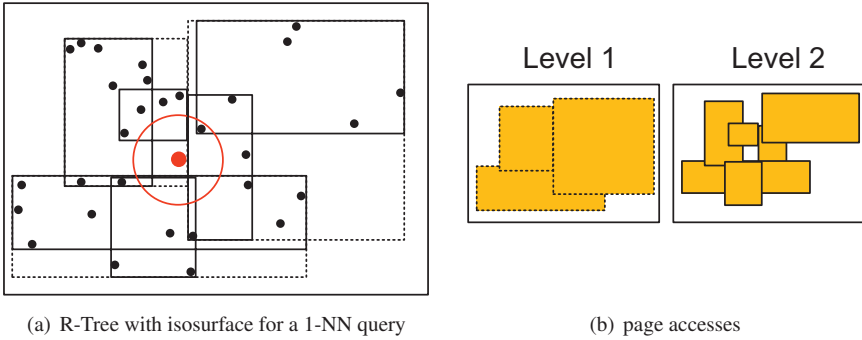 Level 1
Level 2
(a) R-Tree with isosurface for a 1-NN query
(b) page accesses